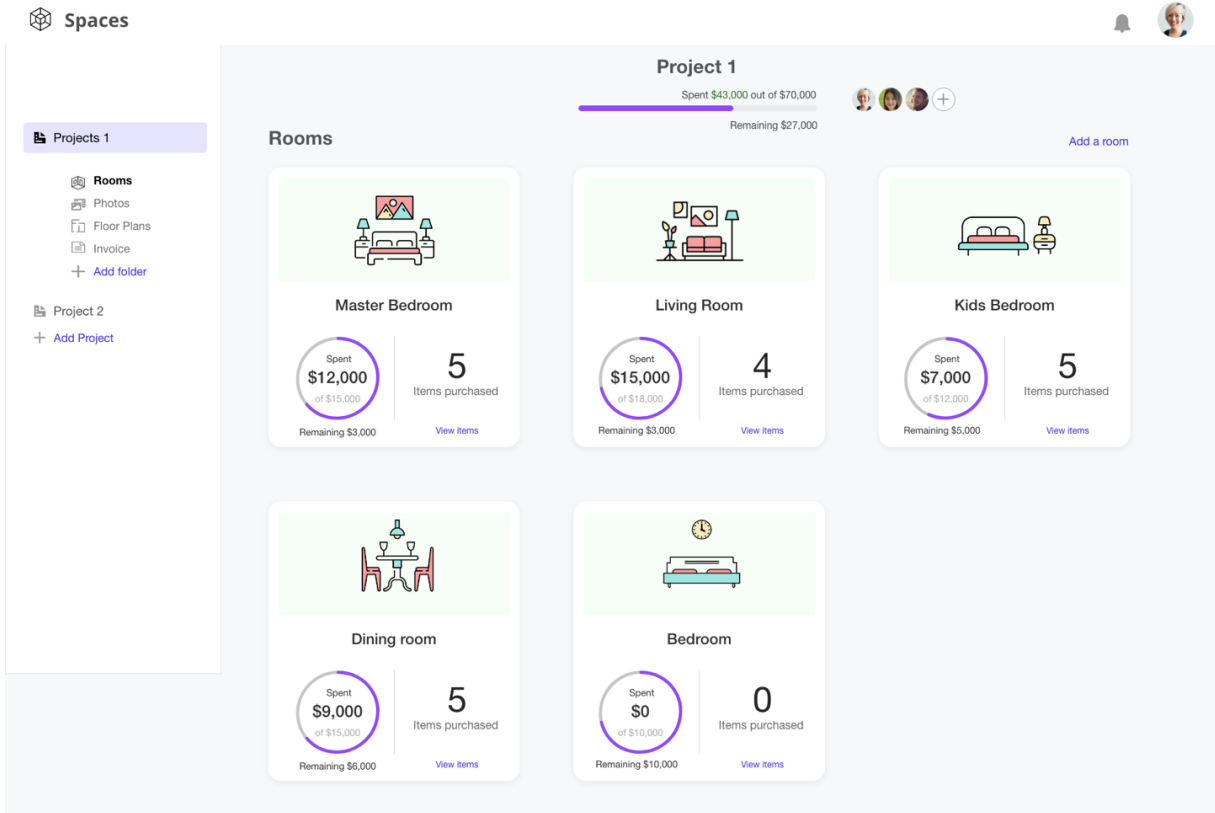 Spaces
Project 1
Spent $43,000 out of $70,000
Remaining $27,000
Projects 1
Rooms
Photos
Floor Plans
Invoice
Add folder
Project 2
Add Project
Rooms
Add a room
Master Bedroom
Spent
$12,000
of $15,000
Remaining $3,000
5
Items purchased
View items
Living Room
Spent
$15,000
of $18,000
Remaining $3,000
4
Items purchased
View items
Kids Bedroom
Spent
$7,000
of $12,000
Remaining $5,000
5
Items purchased
View items
Dining room
Spent
$9,000
of $15,000
Remaining $6,000
5
Items purchased
View items
Bedroom
Spent
$0
of $10,000
Remaining $10,000
0
Items purchased
View items